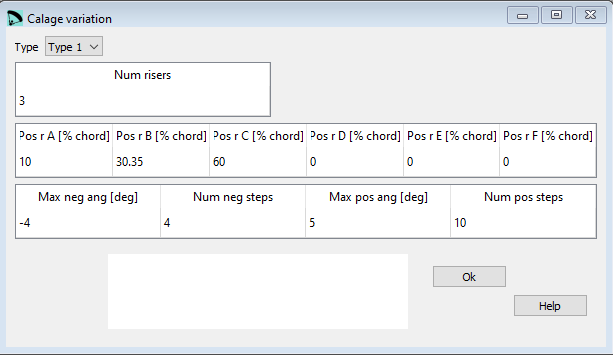 Calage variation
Type Type 1
Num risers
3
Pos r A [% chord] Pos r B [% chord] Pos r C [% chord] Pos r D [% chord] Pos r E [% chord] Pos r F [% chord]
10 30.35 60 0 0 0
Max neg ang [deg] Num neg steps Max pos ang [deg] Num pos steps
-4 4 5 10
Ok
Help